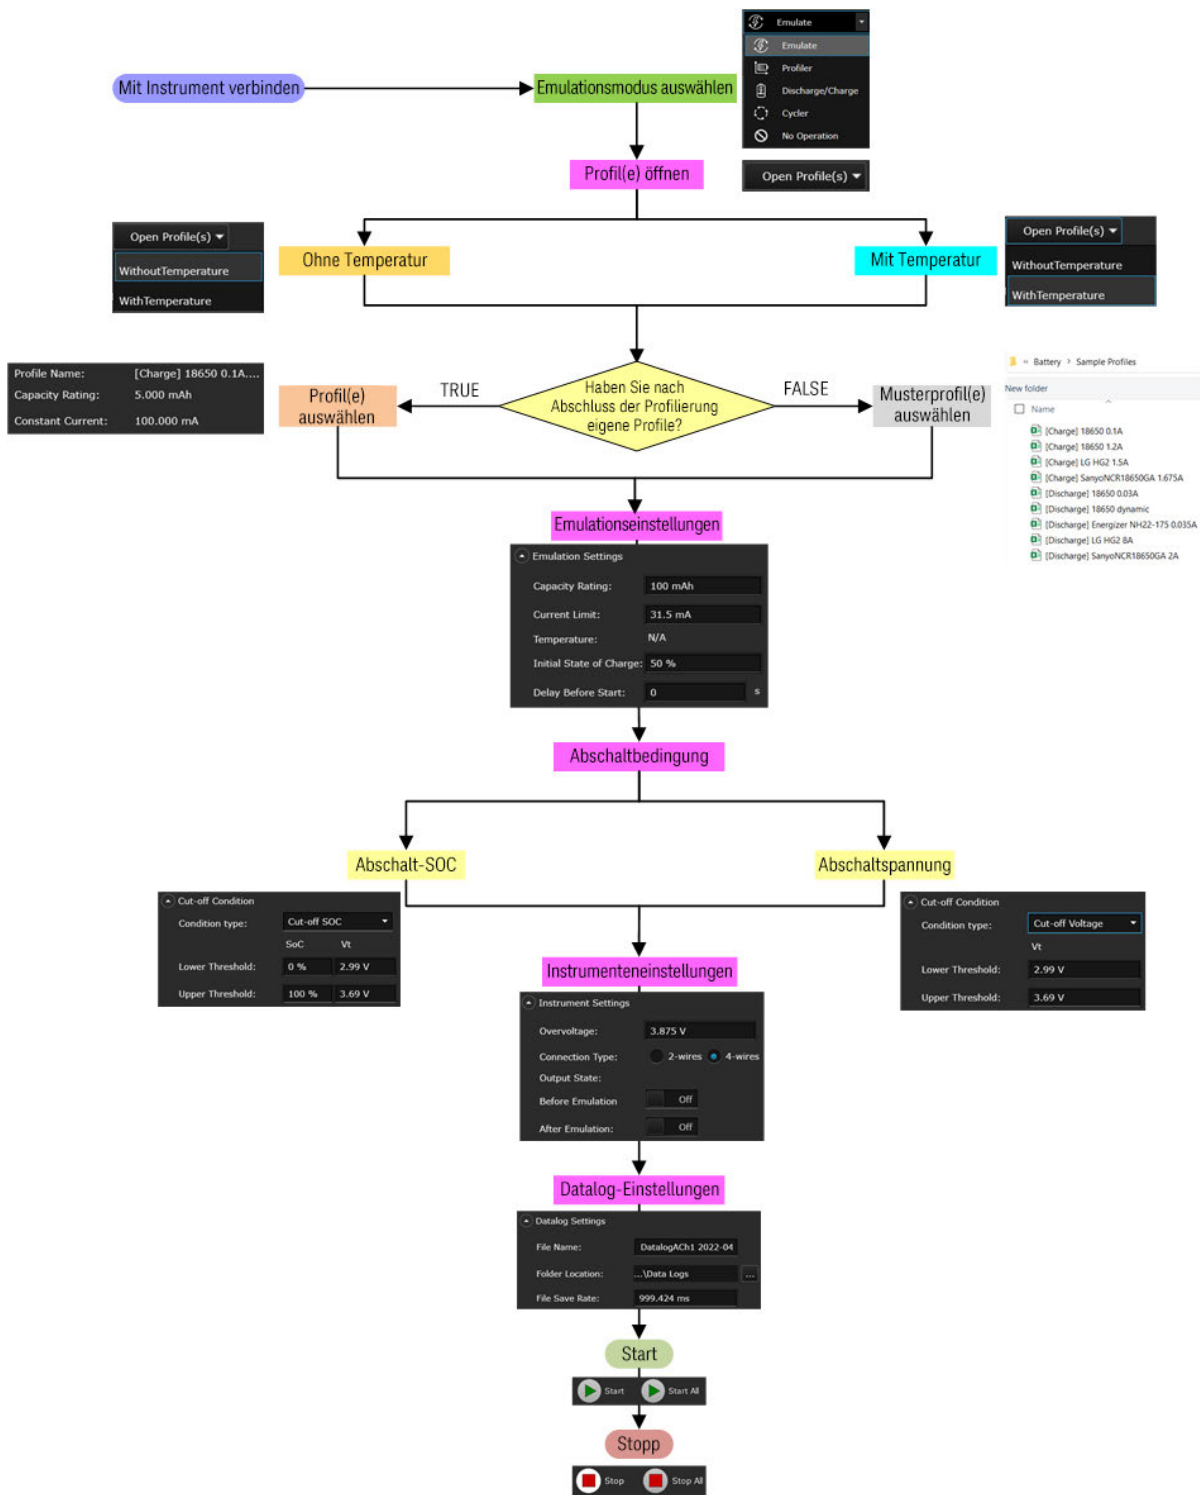 Emulate
Emulate
Profiler
Discharge/Charge
Cycler
No Operation
Mit Instrument verbinden
Emulationsmodus auswählen
Profil(e) öffnen
Open Profile(s)
Open Profile(s)
WithoutTemperature
WithTemperature
Ohne Temperatur
Mit Temperatur
Open Profile(s)
WithoutTemperature
WithTemperature
Profile Name: [Charge] 18650 0.1A....
Capacity Rating: 5.000 mAh
Constant Current: 100.000 mA
Profil(e)
auswählen
TRUE
Haben Sie nach
Abschluss der Profilierung
eigene Profile?
FALSE
Musterprofil(e)
auswählen
« Battery > Sample Profiles
New folder
Name
[Charge] 18650 0.1A
[Charge] 18650 1.2A
[Charge] LG HG2 1.5A
[Charge] SanyoNCR18650GA 1.675A
[Discharge] 18650 0.03A
[Discharge] 18650 dynamic
[Discharge] Energizer NH22-175 0.035A
[Discharge] LG HG2 8A
[Discharge] SanyoNCR18650GA 2A
Emulationseinstellungen
Emulation Settings
Capacity Rating: 100 mAh
Current Limit: 31.5 mA
Temperature: N/A
Initial State of Charge: 50 %
Delay Before Start: 0 s
Abschaltbedingung
Abschalt-SOC
Abschaltspannung
Cut-off Condition
Condition type: Cut-off SOC
SoC Vt
Lower Threshold: 0 % 2.99 V
Upper Threshold: 100 % 3.69 V
Cut-off Condition
Condition type: Cut-off Voltage
Vt
Lower Threshold: 2.99 V
Upper Threshold: 3.69 V
Instrumenteneinstellungen
Instrument Settings
Overvoltage: 3.875 V
Connection Type: 2-wires 4-wires
Output State:
Before Emulation Off
After Emulation: Off
Datalog-Einstellungen
Datalog Settings
File Name: DatalogACh1 2022-04
Folder Location: ...\Data Logs ...
File Save Rate: 999.424 ms
Start
Start Start All
Stopp
Stop Stop All